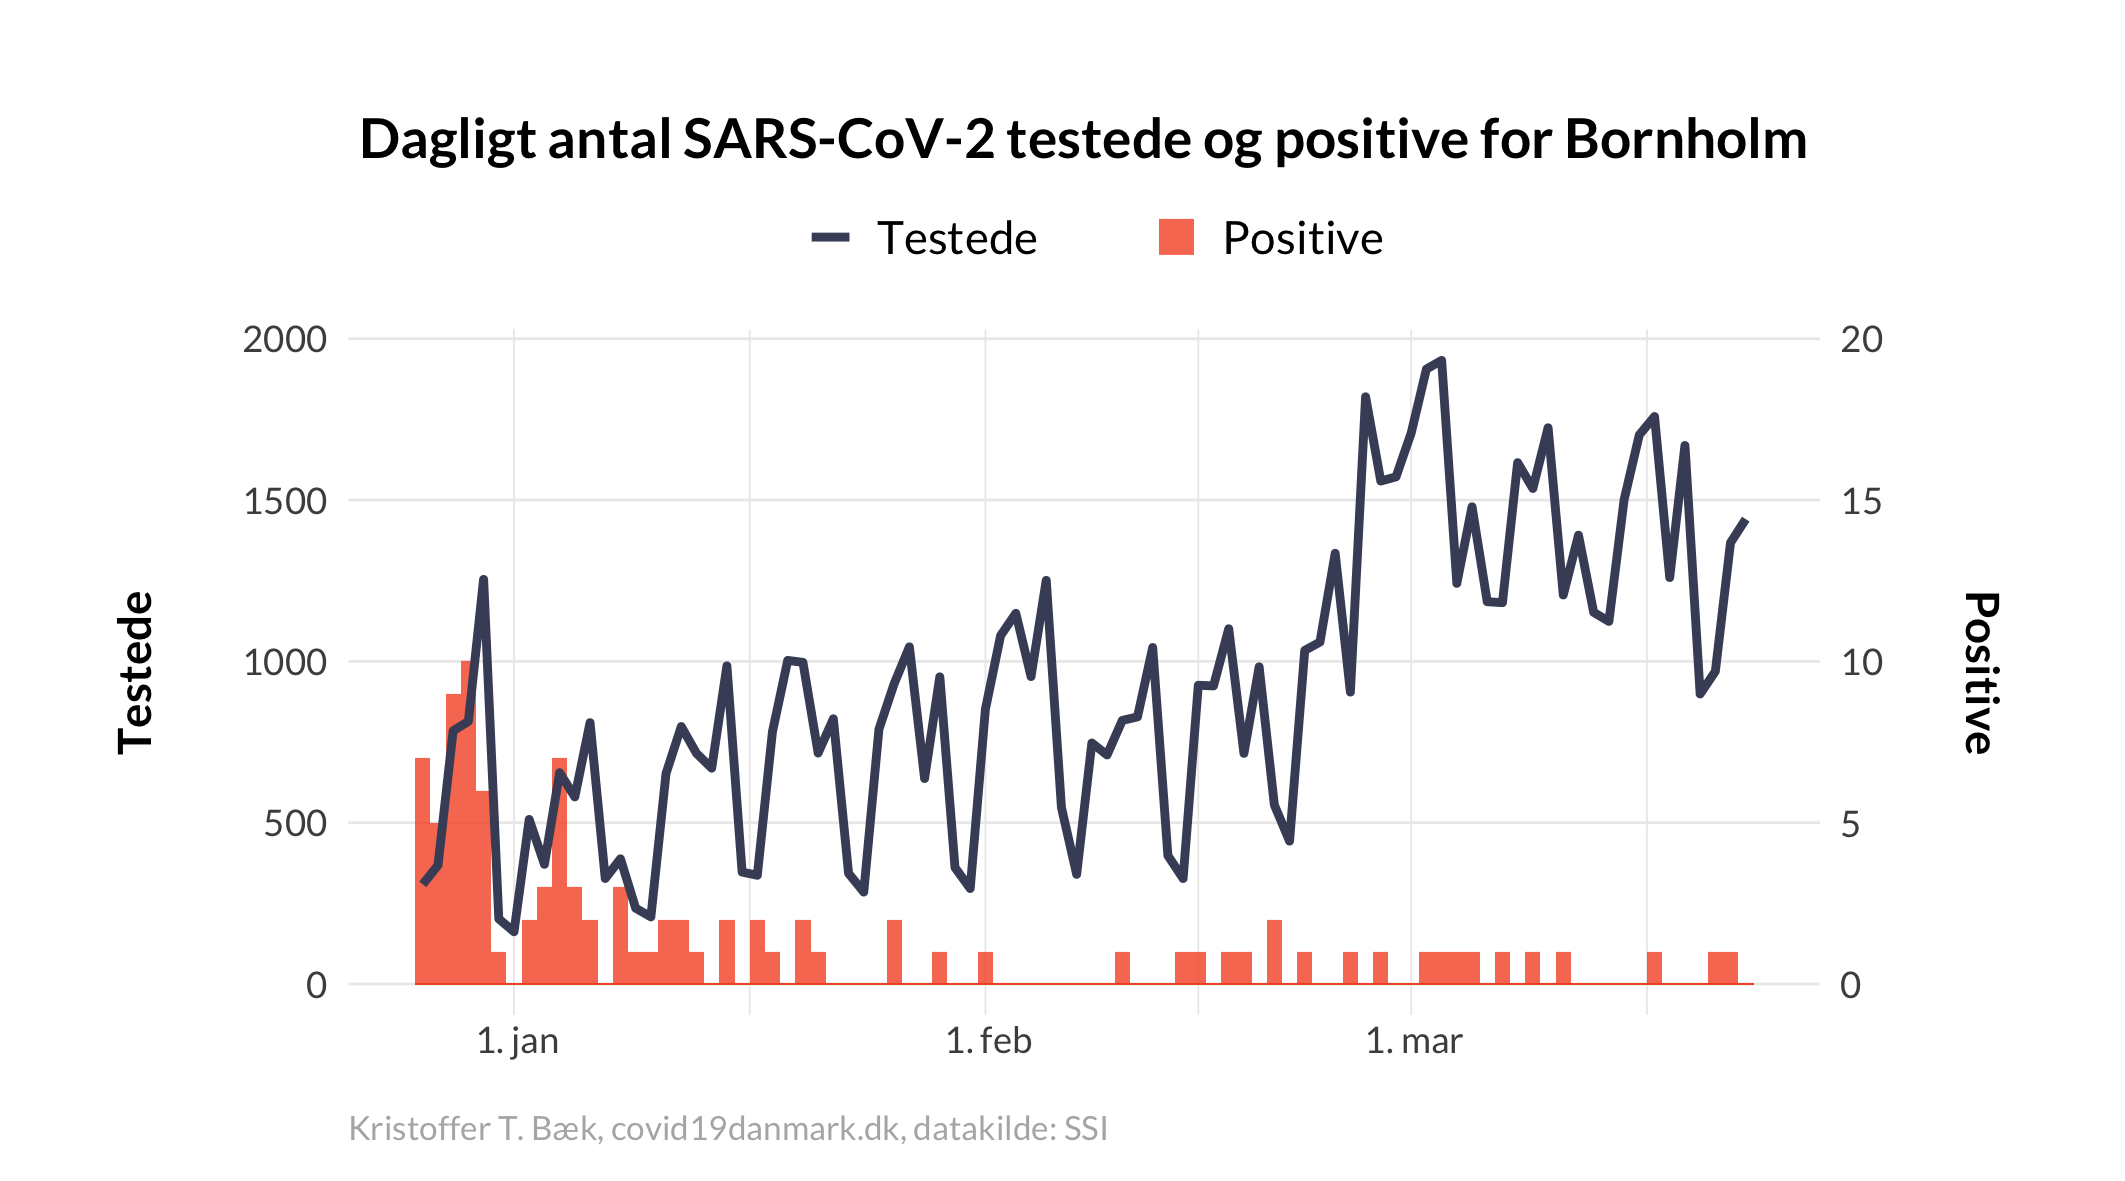 Dagligt antal SARS-CoV-2 testede og positive for Bornholm
Testede Positive
2000 20
1500 15
1000 10
500 5
0 0
Testede
Positive
1. jan 1. feb 1. mar
Kristoffer T. Bæk, covid19danmark.dk, datakilde: SSI